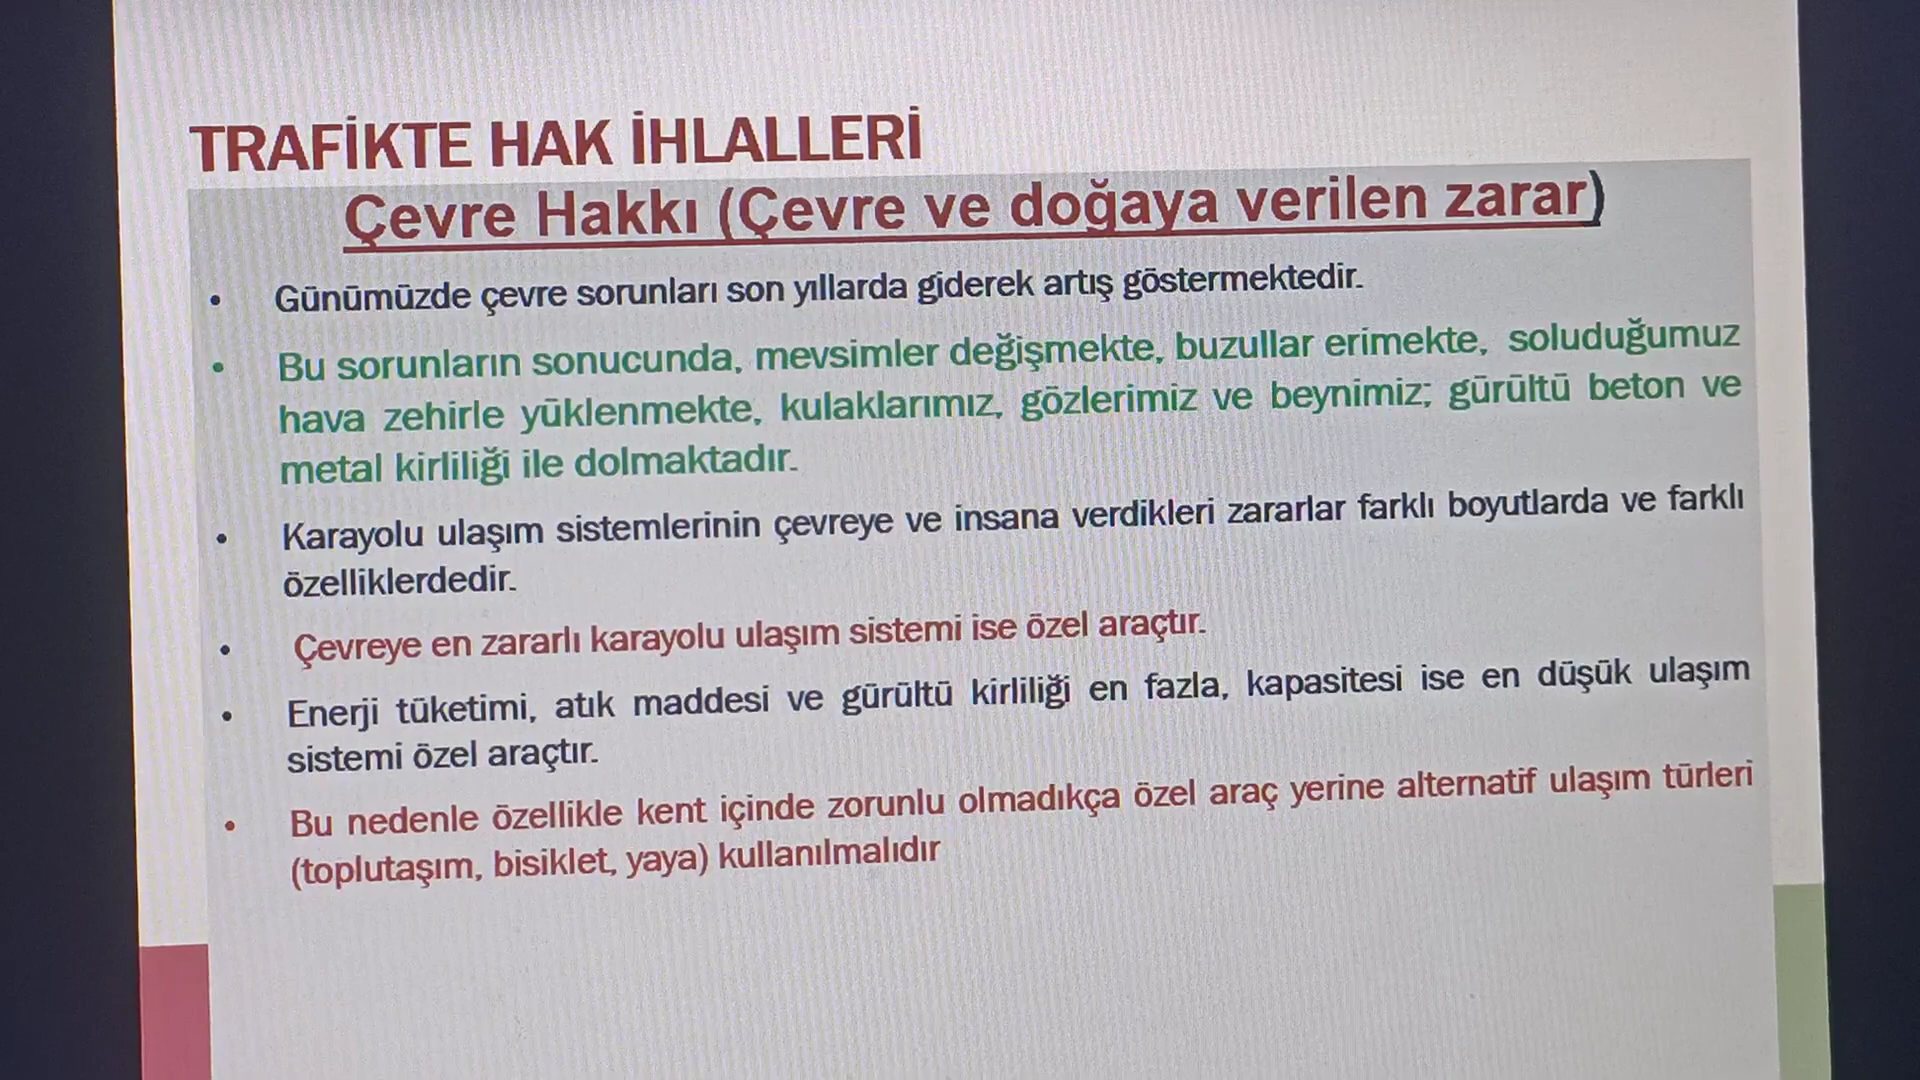 TRAFİKTE HAK İHLALLERİ
Çevre Hakkı (Çevre ve doğaya verilen zarar)
• Günümüzde çevre sorunları son yıllarda giderek artış göstermektedir.
• Bu sorunların sonucunda, mevsimler değişmekte, buzullar erimekte, soluduğumuz
hava zehirle yüklenmekte, kulaklarımız, gözlerimiz ve beynimiz; gürültü beton ve
metal kirliliği ile dolmaktadır.
• Karayolu ulaşım sistemlerinin çevreye ve insana verdikleri zararlar farklı boyutlarda ve farklı
özelliklerdedir.
• Çevreye en zararlı karayolu ulaşım sistemi ise özel araçtır.
• Enerji tüketimi, atık maddesi ve gürültü kirliliği en fazla, kapasitesi ise en düşük ulaşım
sistemi özel araçtır.
• Bu nedenle özellikle kent içinde zorunlu olmadıkça özel araç yerine alternatif ulaşım türleri
(toplutaşım, bisiklet, yaya) kullanılmalıdır